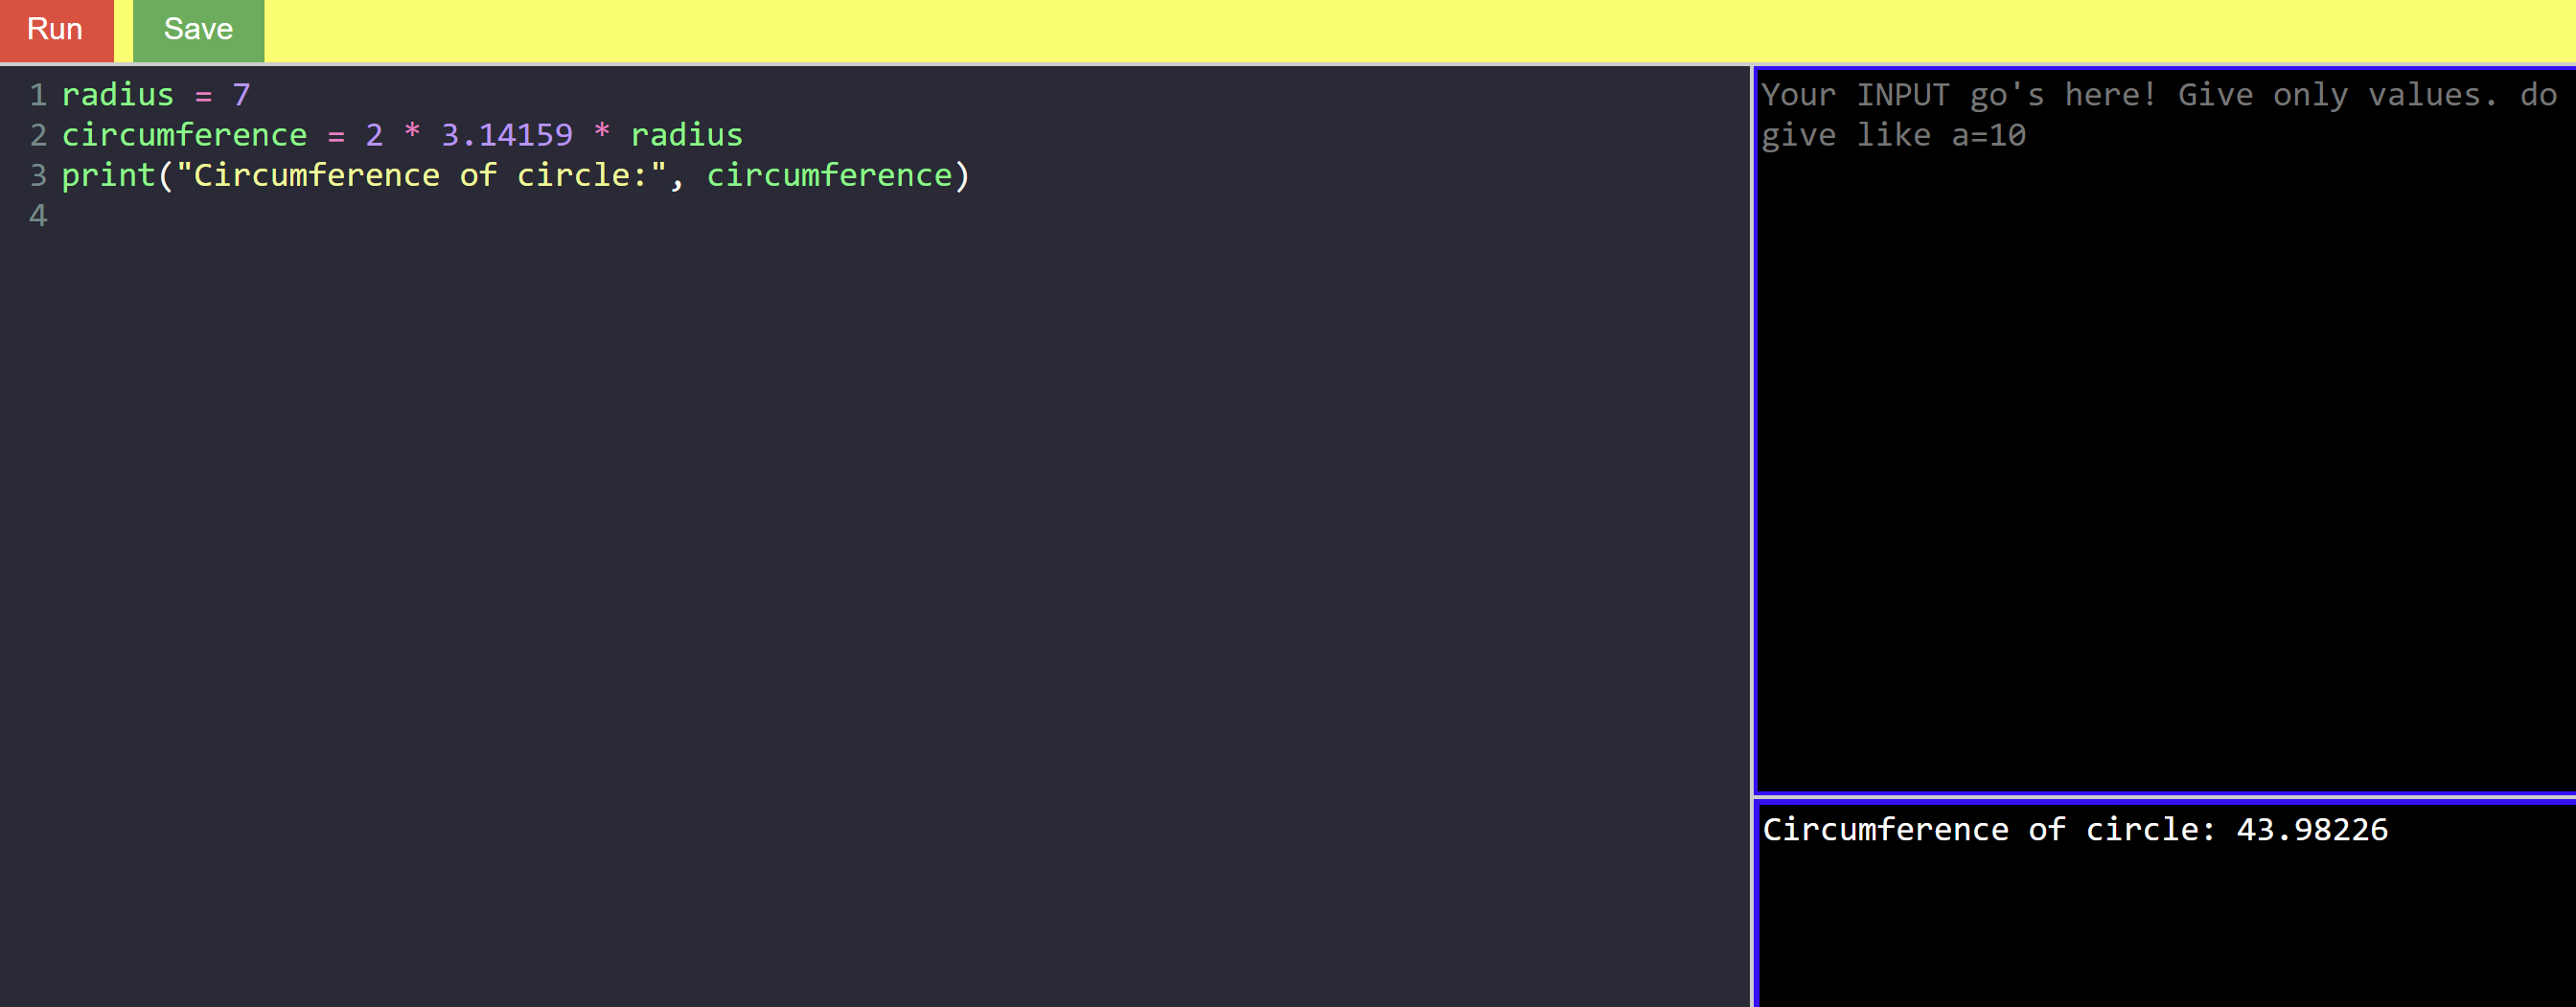 Run Save
1 radius = 7
2 circumference = 2 * 3.14159 * radius
3 print("Circumference of circle:", circumference)
4
Your INPUT go's here! Give only values. do
give like a=10
Circumference of circle: 43.98226